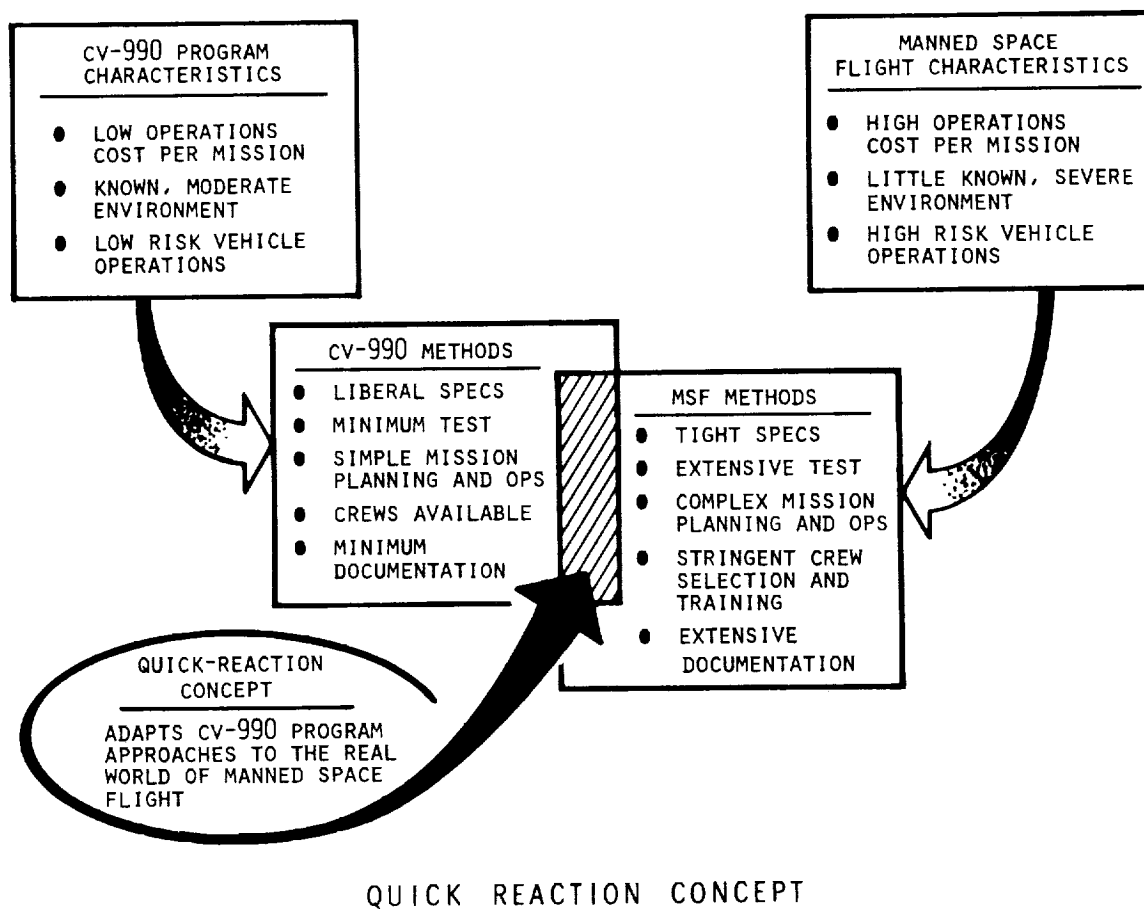 CV-990 PROGRAM
CHARACTERISTICS
● LOW OPERATIONS
COST PER MISSION
● KNOWN, MODERATE
ENVIRONMENT
● LOW RISK VEHICLE
OPERATIONS
MANNED SPACE
FLIGHT CHARACTERISTICS
● HIGH OPERATIONS
COST PER MISSION
● LITTLE KNOWN, SEVERE
ENVIRONMENT
● HIGH RISK VEHICLE
OPERATIONS
CV-990 METHODS
● LIBERAL SPECS
● MINIMUM TEST
● SIMPLE MISSION
PLANNING AND OPS
● CREWS AVAILABLE
● MINIMUM
DOCUMENTATION
MSF METHODS
● TIGHT SPECS
● EXTENSIVE TEST
● COMPLEX MISSION
PLANNING AND OPS
● STRINGENT CREW
SELECTION AND
TRAINING
● EXTENSIVE
DOCUMENTATION
QUICK-REACTION
CONCEPT
ADAPTS CV-990 PROGRAM
APPROACHES TO THE REAL
WORLD OF MANNED SPACE
FLIGHT
QUICK REACTION CONCEPT